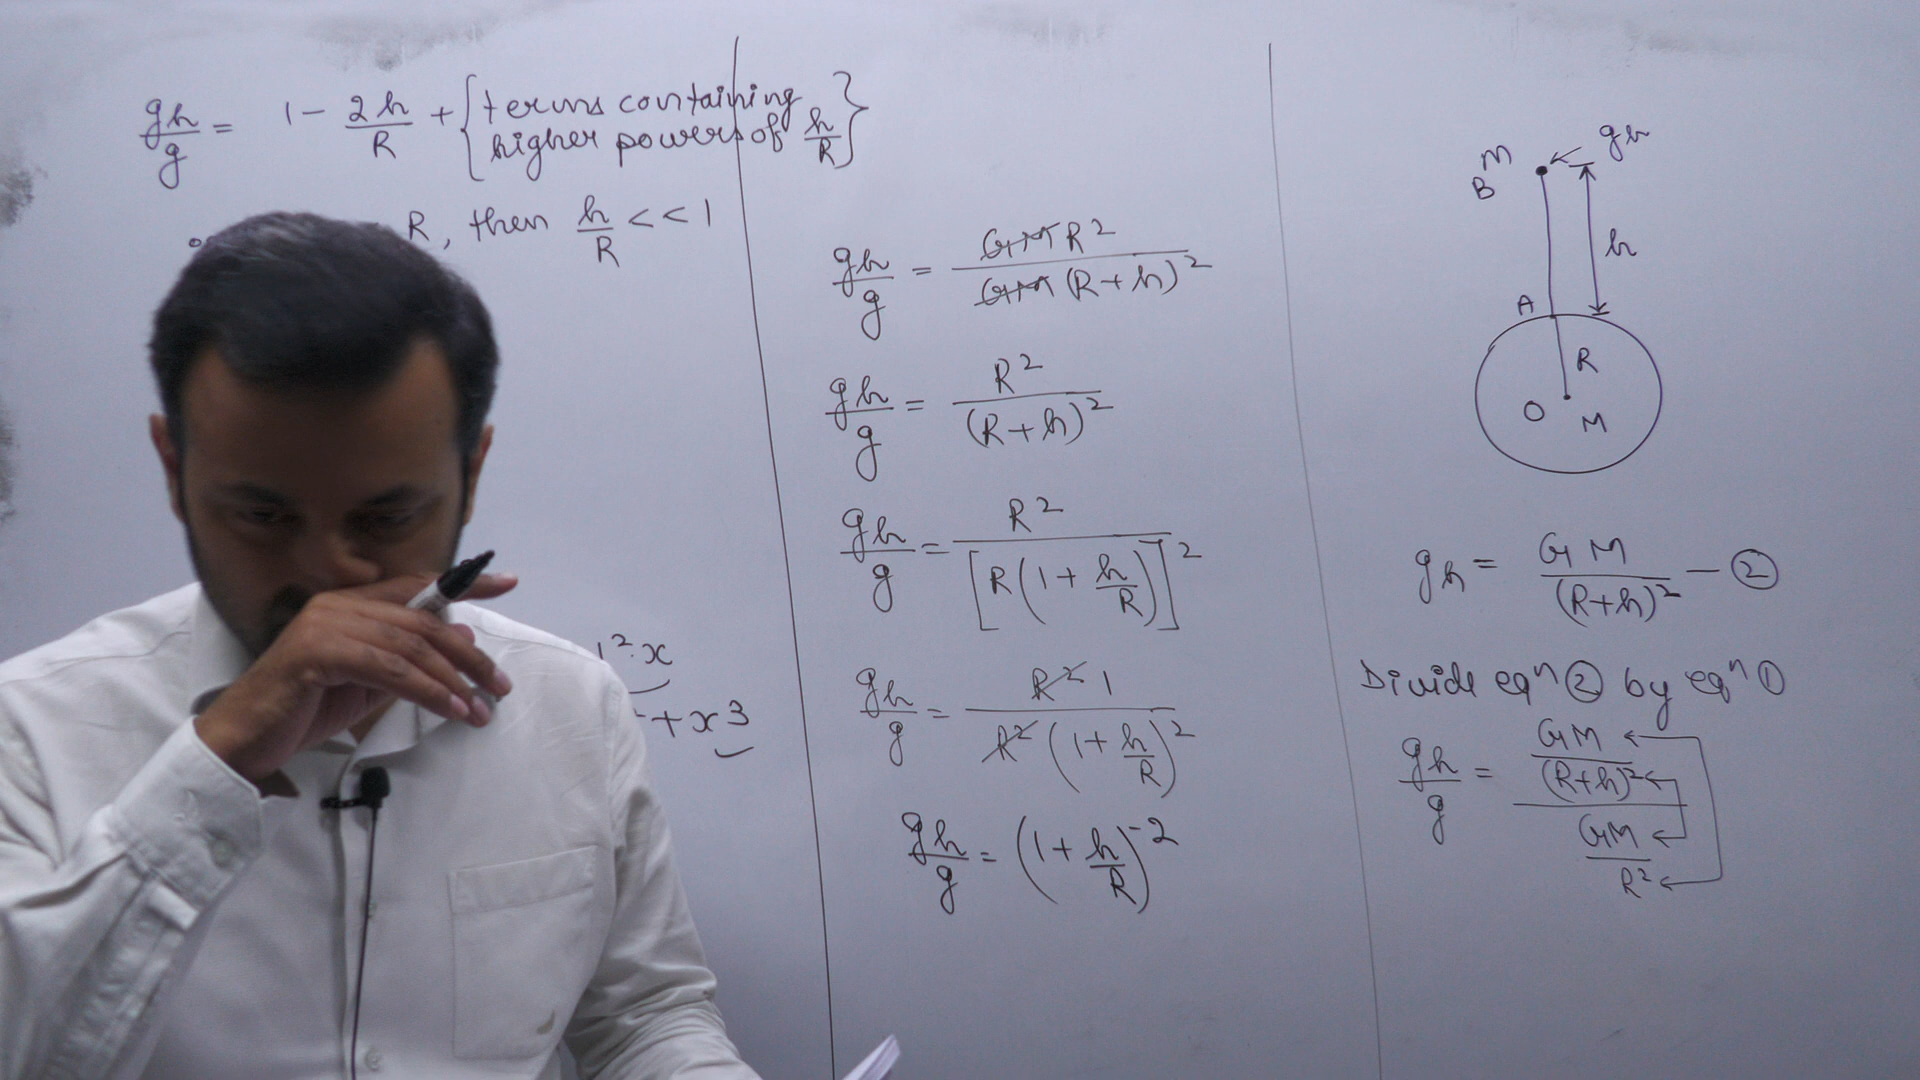 gh/g = 1 - 2h/R + {terms containing
higher powers of h/R}
R, then h/R << 1
1²·x
+ x3
gh/g = GMR²/GM(R+h)²
gh/g = R²/(R+h)²
gh/g = R²/[R(1+h/R)]²
gh/g = R² 1/R²(1+h/R)²
gh/g = (1+h/R)⁻²
m
B
gh
h
A
R
O
M
gh = GM/(R+h)² - ②
Divide eqⁿ ② by eqⁿ ①
gh/g = GM/(R+h)² / GM/R²